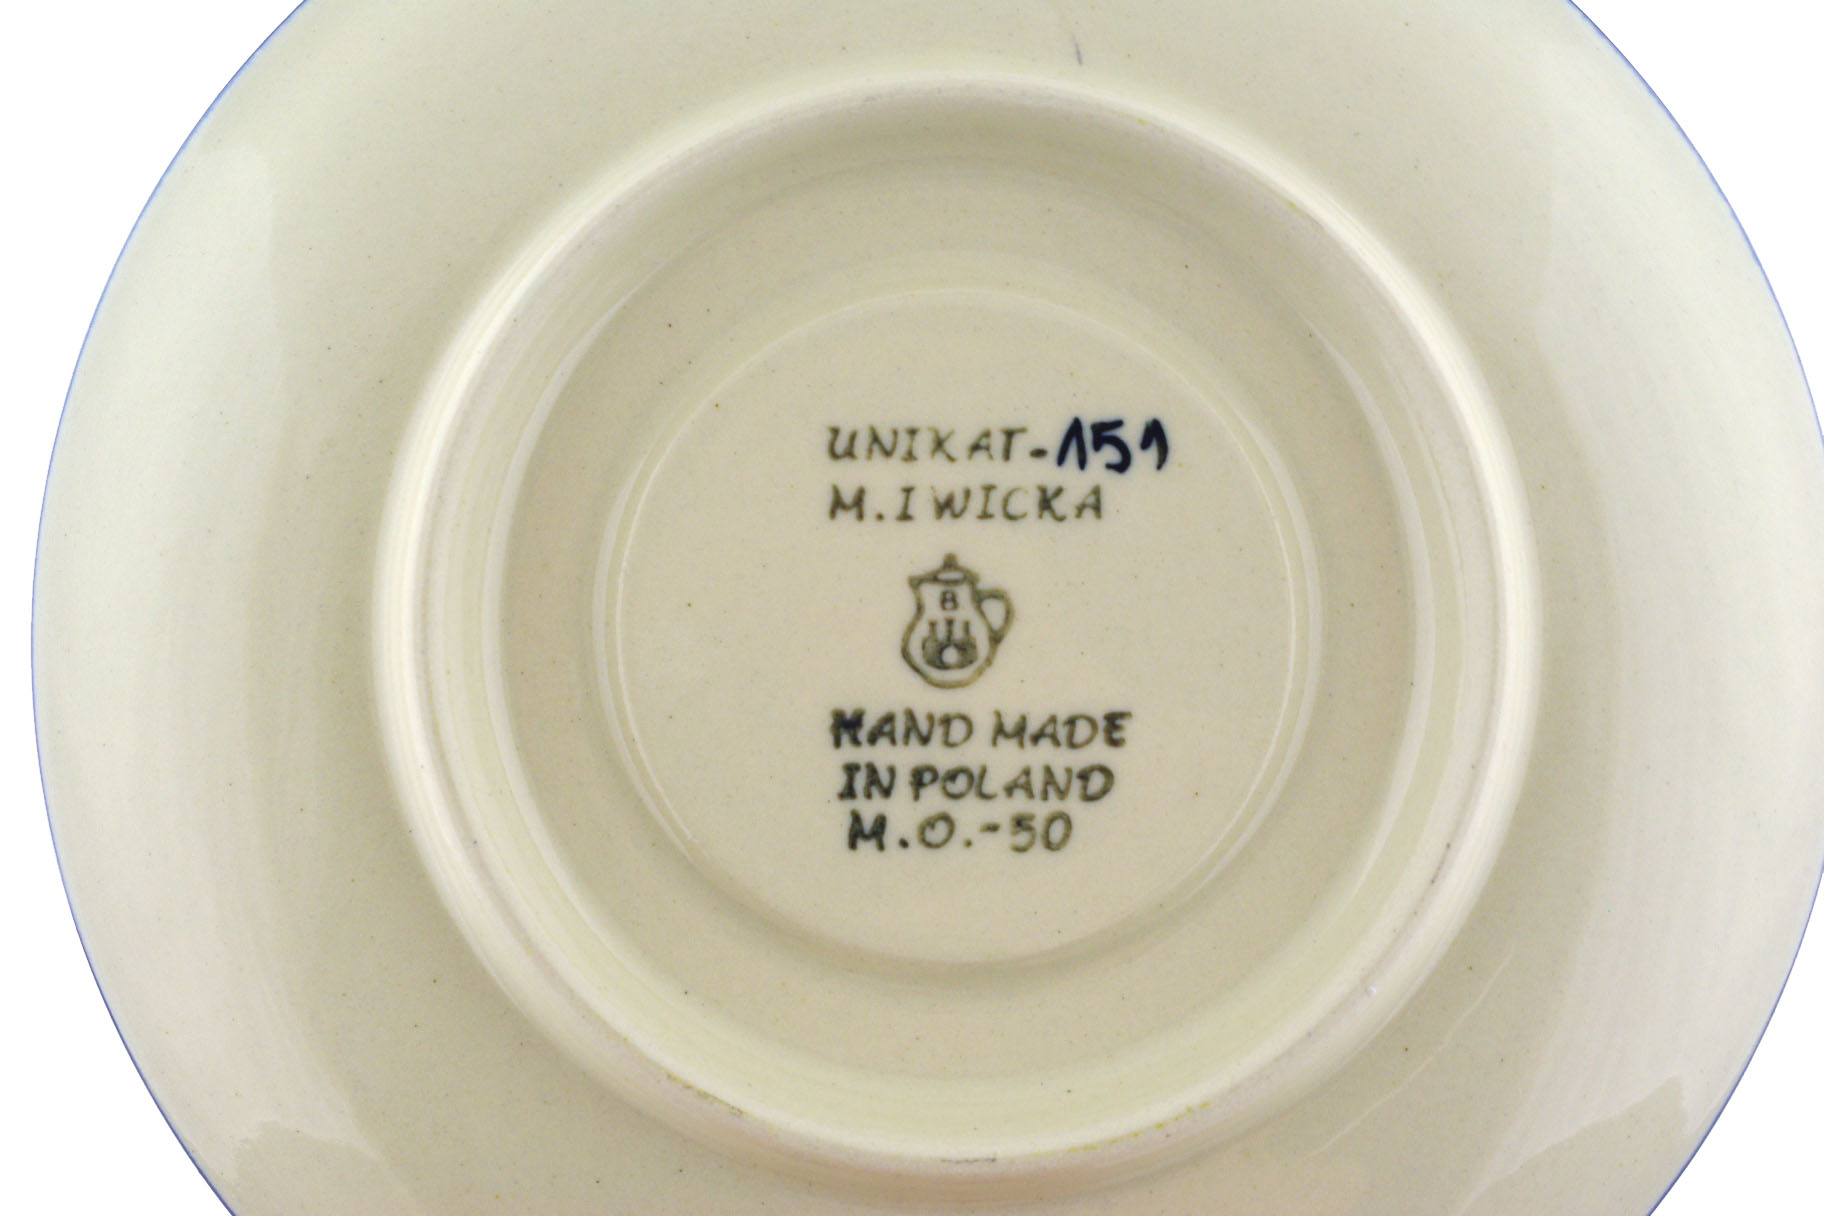 UNIKAT-151
M.IWICKA
B
HAND MADE
IN POLAND
M.O.-50